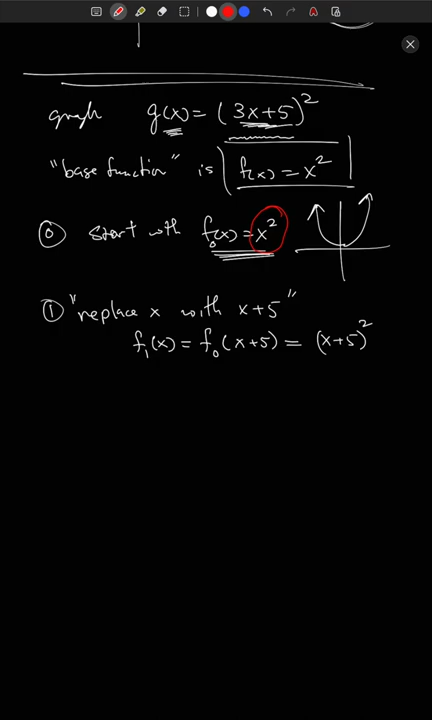 graph g(x) = (3x+5)²
"base function" is f(x) = x²
⓪ start with f₀(x) = x²
① "replace x with x+5"
f₁(x) = f₀(x+5) = (x+5)²